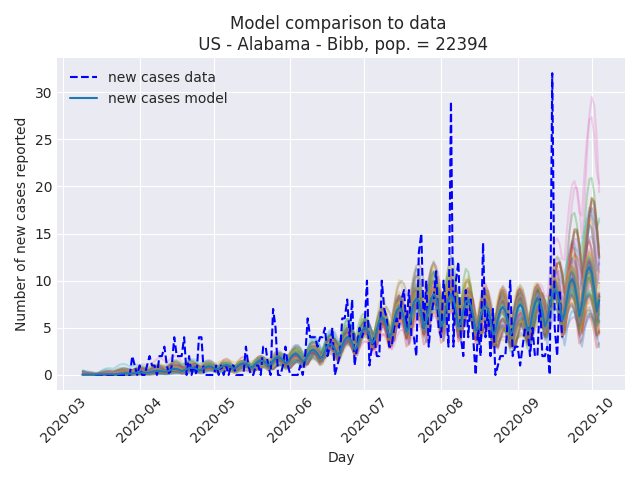 Model comparison to data
US - Alabama - Bibb, pop. = 22394
new cases data
new cases model
Number of new cases reported
30
25
20
15
10
5
0
2020-03
2020-04
2020-05
2020-06
2020-07
2020-08
2020-09
2020-10
Day